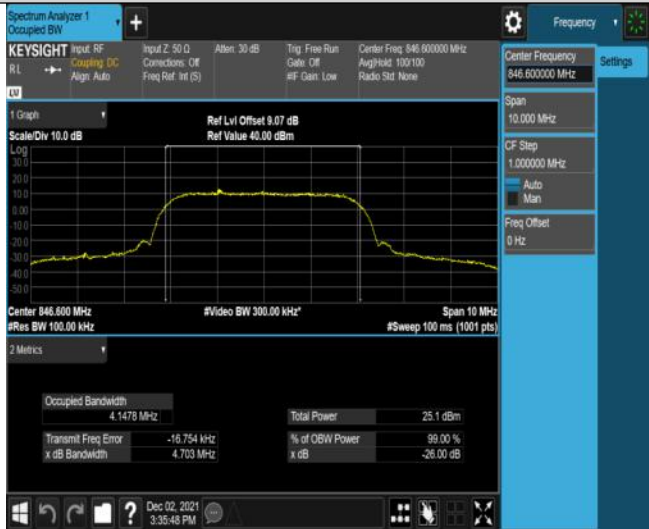 Spectrum Analyzer 1
Occupied BW
Frequency
KEYSIGHT
Input: RF
Coupling: DC
Align: Auto
Input Z: 50 Ω
Corrections: Off
Freq Ref: Int (S)
Atten: 30 dB
Trig: Free Run
Gate: Off
#IF Gain: Low
Center Freq: 846.600000 MHz
Avg|Hold: 100/100
Radio Std: None
RL
LXI
Center Frequency
846.600000 MHz
Settings
Span
10.000 MHz
CF Step
1.000000 MHz
Auto
Man
Freq Offset
0 Hz
1 Graph
Scale/Div 10.0 dB
Ref Lvl Offset 9.07 dB
Ref Value 40.00 dBm
Log
30.0
20.0
10.0
0.00
-10.0
-20.0
-30.0
-40.0
-50.0
Center 846.600 MHz
#Res BW 100.00 kHz
#Video BW 300.00 kHz*
Span 10 MHz
#Sweep 100 ms (1001 pts)
2 Metrics
Occupied Bandwidth
4.1478 MHz
Total Power 25.1 dBm
Transmit Freq Error -16.754 kHz
% of OBW Power 99.00 %
x dB Bandwidth 4.703 MHz
x dB -26.00 dB
Dec 02, 2021
3:35:48 PM